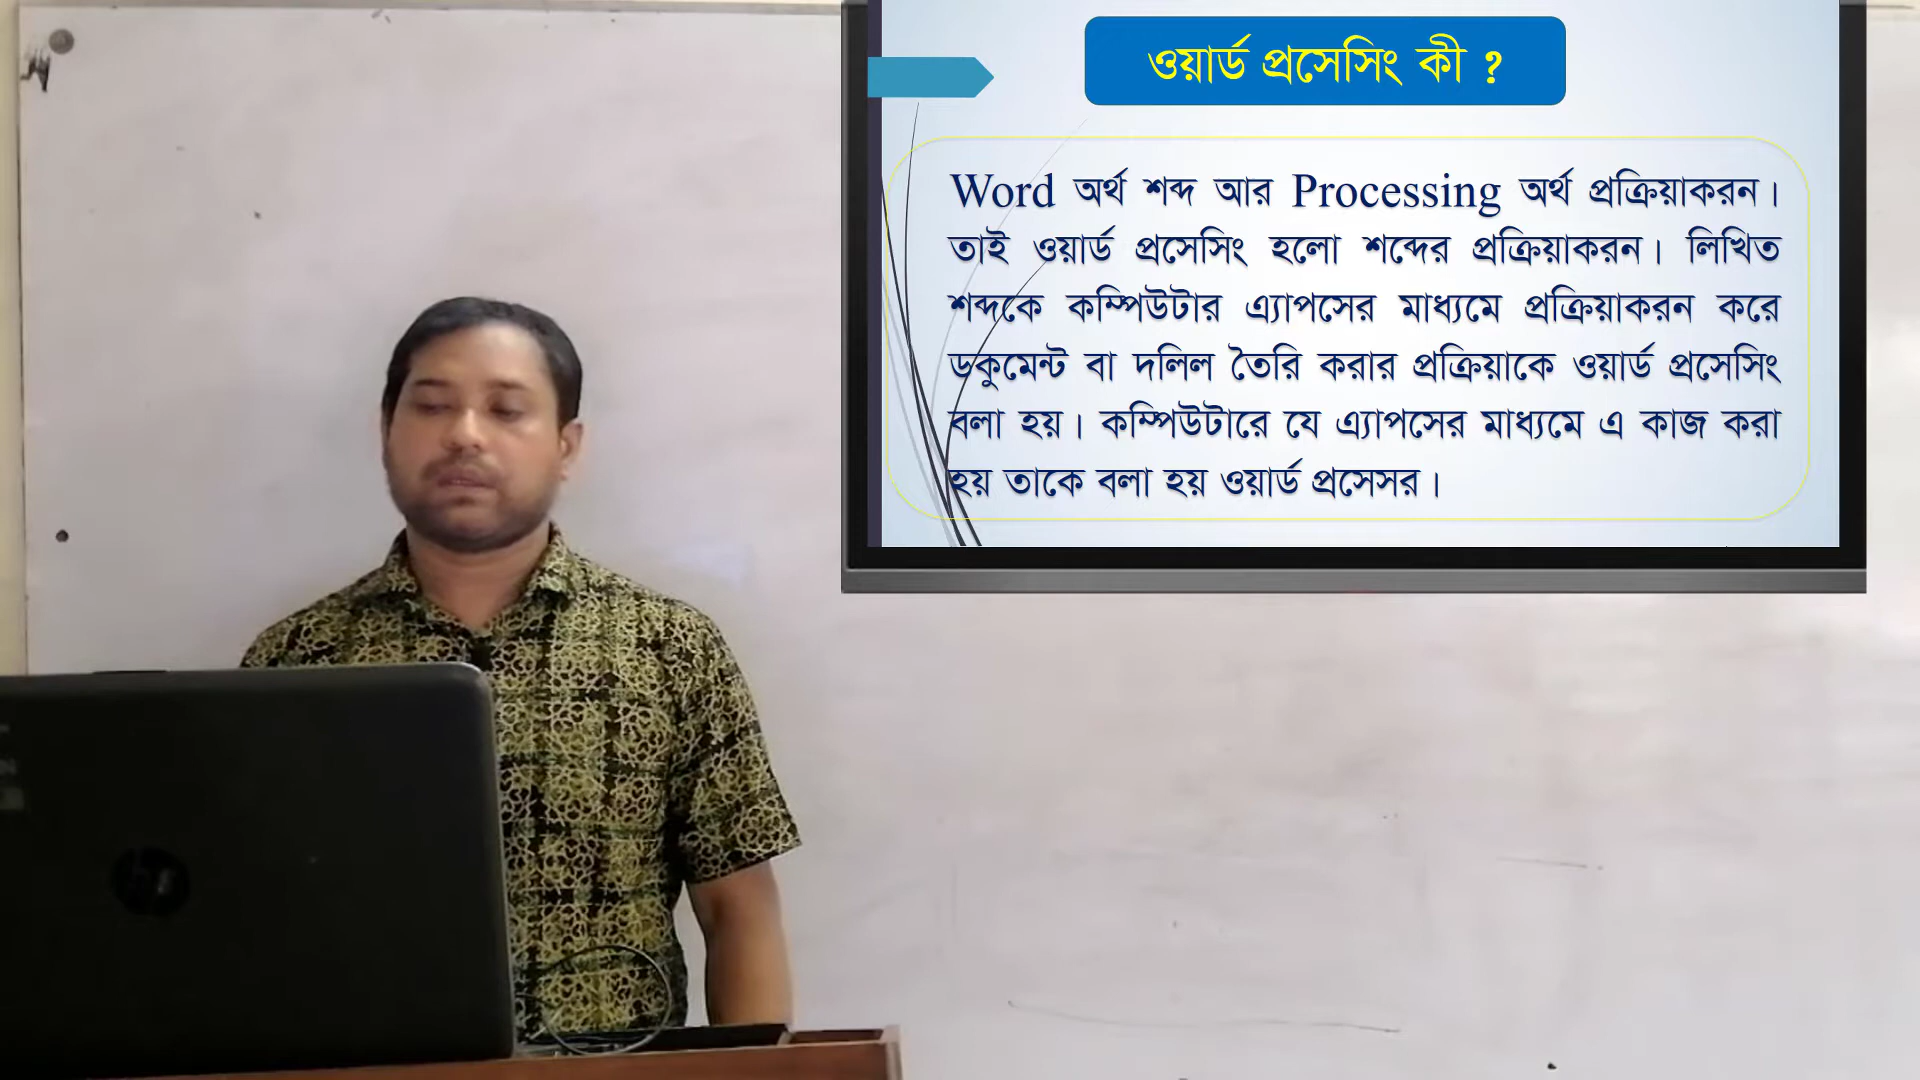 ওয়ার্ড প্রসেসিং কী ?
Word অর্থ শব্দ আর Processing অর্থ প্রক্রিয়াকরন।
তাই ওয়ার্ড প্রসেসিং হলো শব্দের প্রক্রিয়াকরন। লিখিত
শব্দকে কম্পিউটার এ্যাপসের মাধ্যমে প্রক্রিয়াকরন করে
ডকুমেন্ট বা দলিল তৈরি করার প্রক্রিয়াকে ওয়ার্ড প্রসেসিং
বলা হয়। কম্পিউটারে যে এ্যাপসের মাধ্যমে এ কাজ করা
হয় তাকে বলা হয় ওয়ার্ড প্রসেসর।
hp